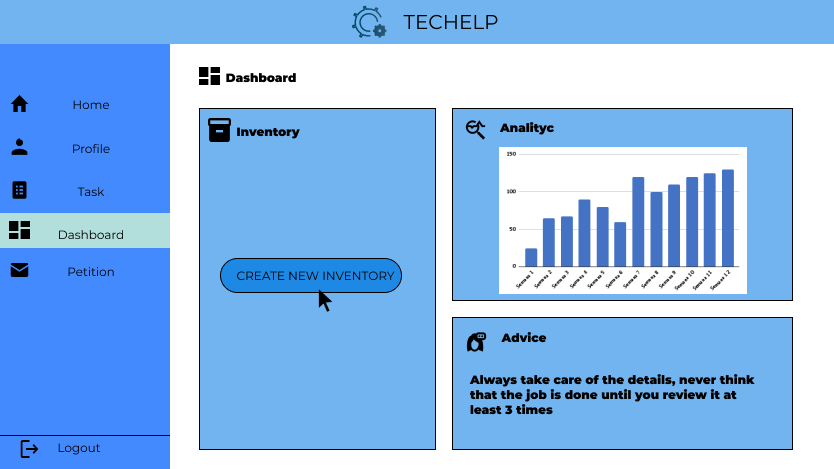 TECHELP
Home
Profile
Task
Dashboard
Petition
Logout
Dashboard
Inventory
CREATE NEW INVENTORY
Analityc
150
100
50
0
Semana 1
Semana 2
Semana 3
Semana 4
Semana 5
Semana 6
Semana 7
Semana 8
Semana 9
Semana 10
Semana 11
Semana 12
Advice
Always take care of the details, never think
that the job is done until you review it at
least 3 times